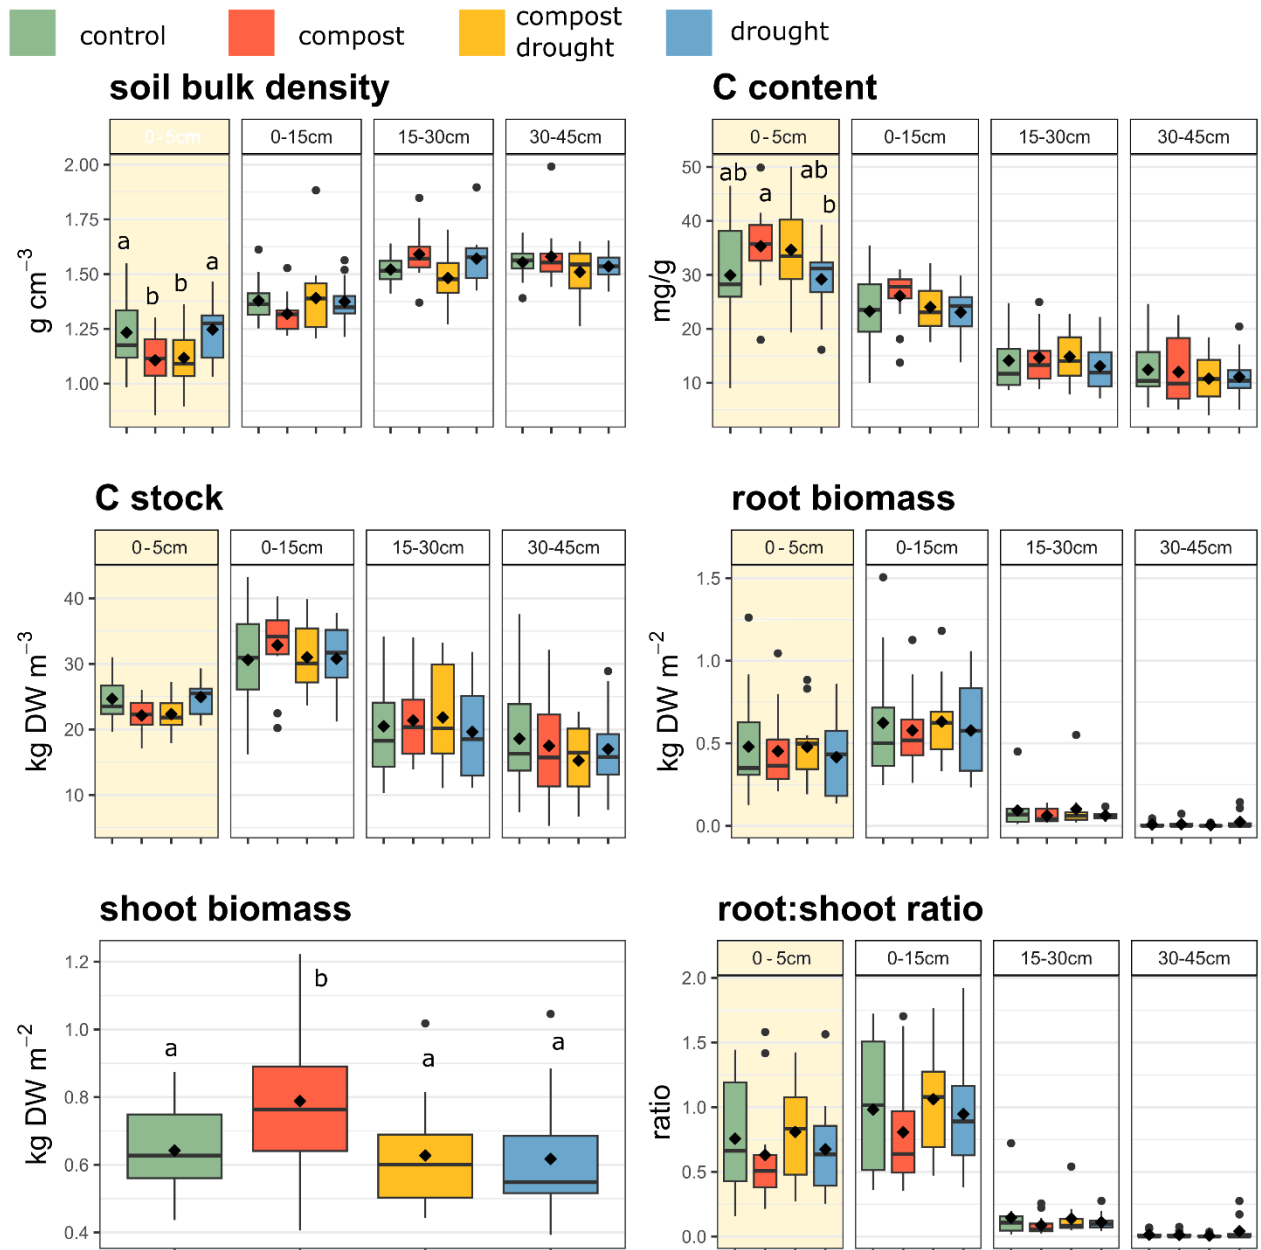 control
compost
compost
drought
drought
soil bulk density
0-5cm
0-15cm
15-30cm
30-45cm
g cm−3
2.00
1.75
1.50
1.25
1.00
a
b
b
a
C content
0-5cm
0-15cm
15-30cm
30-45cm
mg/g
50
40
30
20
10
ab
a
ab
b
C stock
0-5cm
0-15cm
15-30cm
30-45cm
kg DW m−3
40
30
20
10
root biomass
0-5cm
0-15cm
15-30cm
30-45cm
kg DW m−2
1.5
1.0
0.5
0.0
shoot biomass
kg DW m−2
1.2
1.0
0.8
0.6
0.4
a
b
a
a
root:shoot ratio
0-5cm
0-15cm
15-30cm
30-45cm
ratio
2.0
1.5
1.0
0.5
0.0